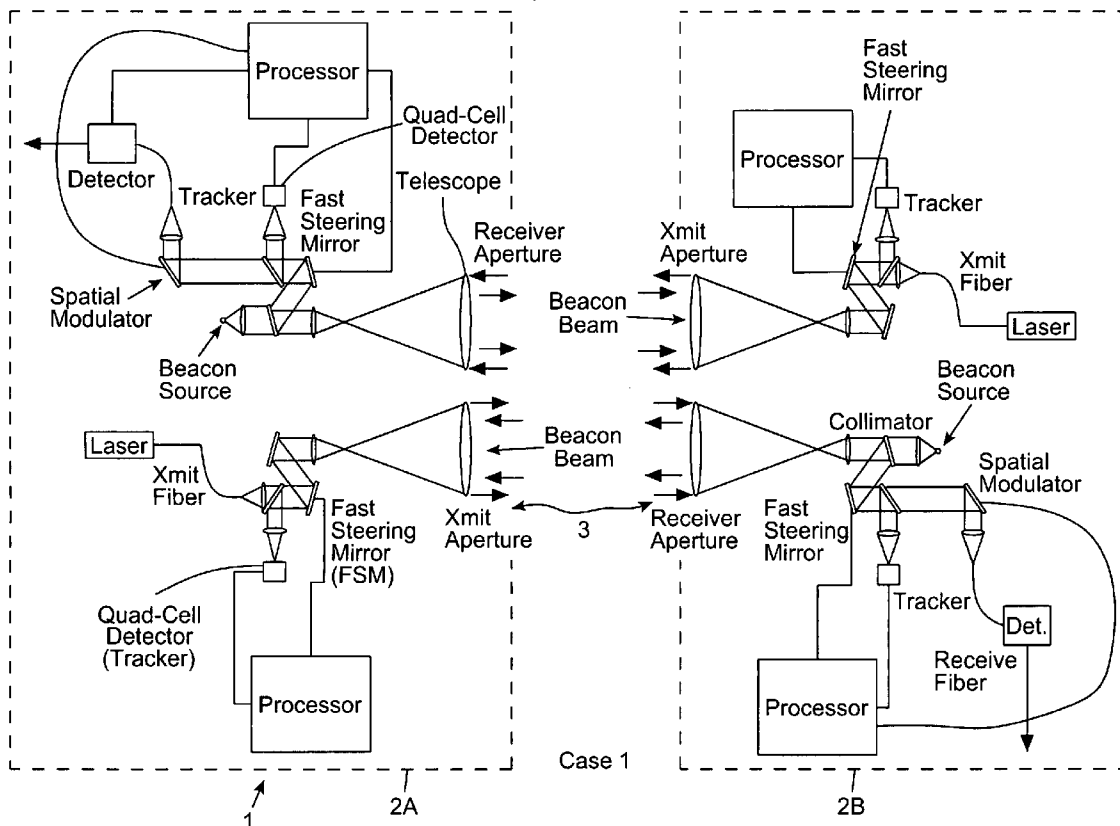 Processor
Quad-Cell
Detector
Detector
Tracker
Telescope
Fast
Steering
Mirror
Receiver
Aperture
Spatial
Modulator
Beacon
Source
Fast
Steering
Mirror
Processor
Tracker
Xmit
Aperture
Xmit
Fiber
Beacon
Beam
Laser
Laser
Xmit
Fiber
Beacon
Beam
Xmit
Aperture
Fast
Steering
Mirror
(FSM)
Quad-Cell
Detector
(Tracker)
Processor
3
Beacon
Source
Collimator
Spatial
Modulator
Receiver
Aperture
Fast
Steering
Mirror
Tracker
Det.
Receive
Fiber
Processor
Case 1
1
2A
2B